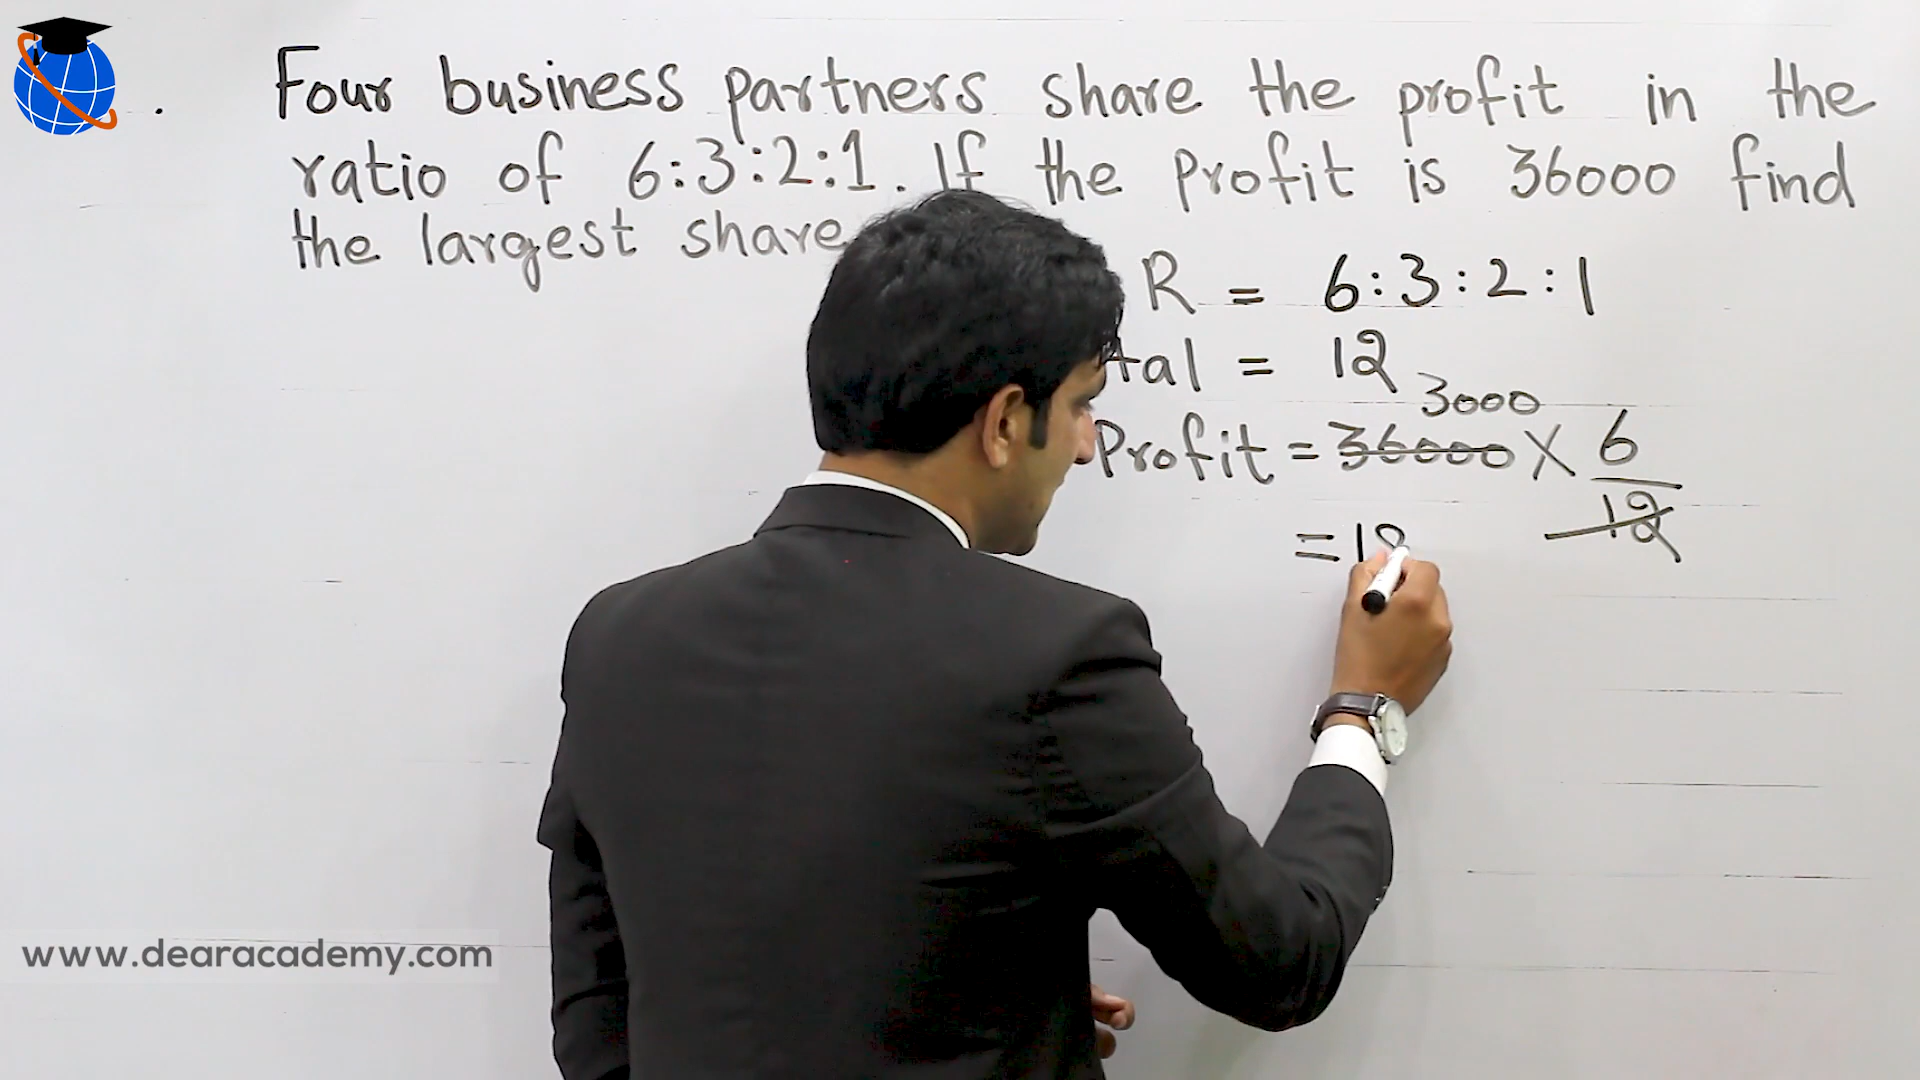 Four business partners share the profit in the
ratio of 6:3:2:1. If the Profit is 36000 find
the largest share
R = 6:3:2:1
tal = 12
3000
Profit = 36000 X 6
12
= 18
www.dearacademy.com